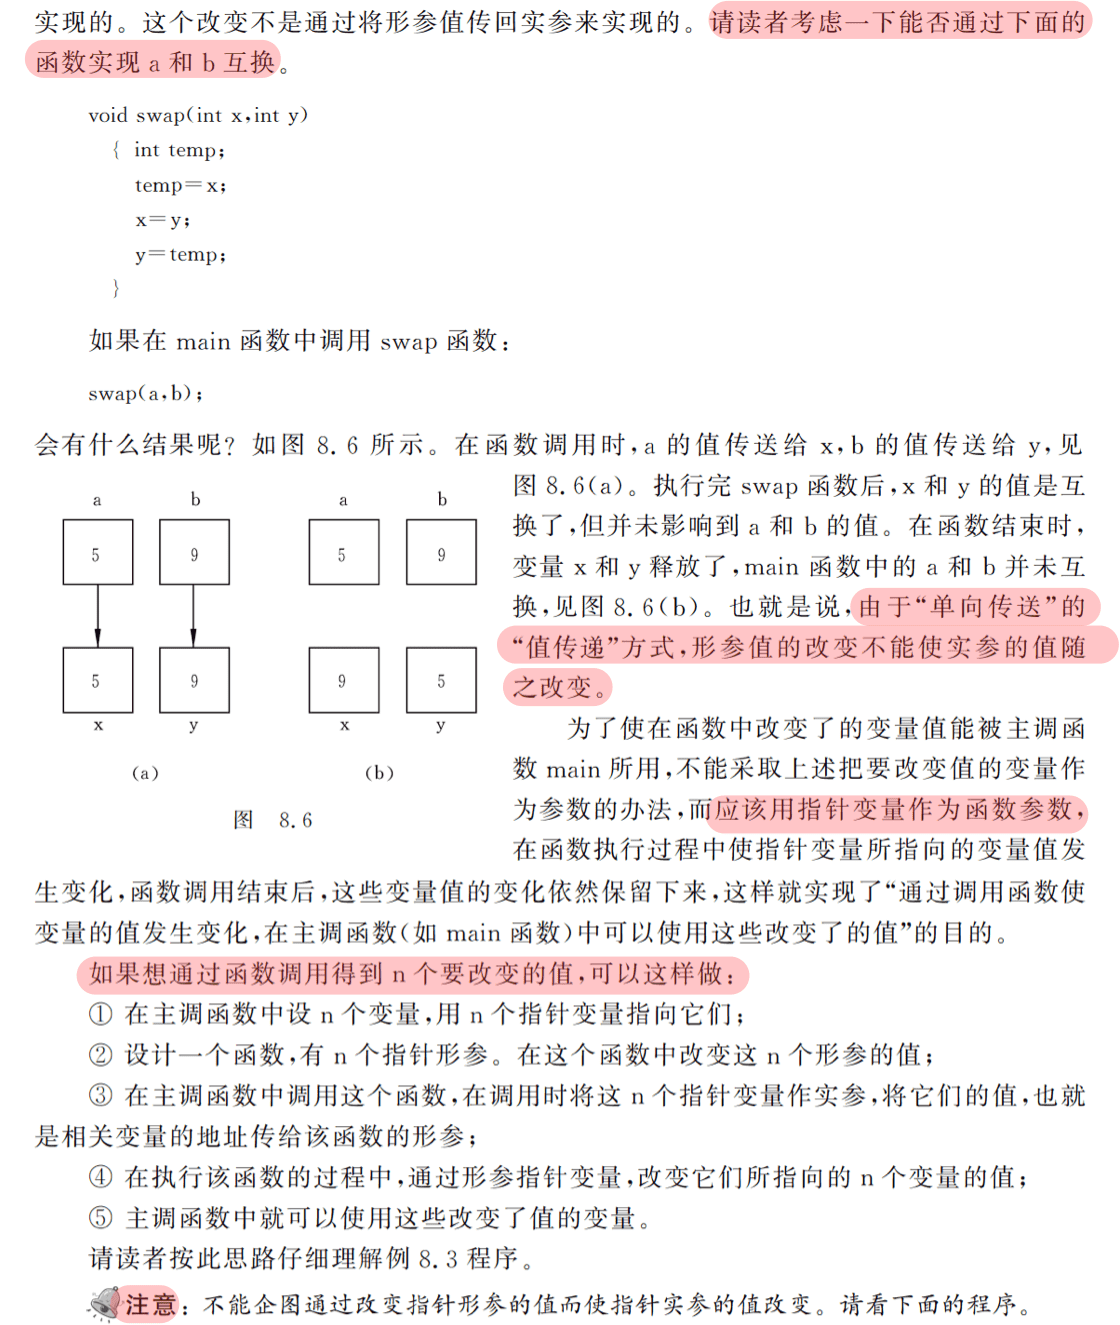 实现的。这个改变不是通过将形参值传回实参来实现的。请读者考虑一下能否通过下面的
函数实现 a 和 b 互换。
void swap(int x,int y)
{ int temp;
temp=x;
x=y;
y=temp;
}
如果在 main 函数中调用 swap 函数：
swap(a,b);
会有什么结果呢？如图 8.6 所示。在函数调用时，a 的值传送给 x，b 的值传送给 y，见
图 8.6(a)。执行完 swap 函数后，x 和 y 的值是互
换了，但并未影响到 a 和 b 的值。在函数结束时，
变量 x 和 y 释放了，main 函数中的 a 和 b 并未互
换，见图 8.6(b)。也就是说，由于“单向传送”的
“值传递”方式，形参值的改变不能使实参的值随
之改变。
a b a b
5 9 5 9
5 9 9 5
x y x y
(a) (b)
图 8.6
为了使在函数中改变了的变量值能被主调函
数 main 所用，不能采取上述把要改变值的变量作
为参数的办法，而应该用指针变量作为函数参数，
在函数执行过程中使指针变量所指向的变量值发
生变化，函数调用结束后，这些变量值的变化依然保留下来，这样就实现了“通过调用函数使
变量的值发生变化，在主调函数(如 main 函数)中可以使用这些改变了的值”的目的。
如果想通过函数调用得到 n 个要改变的值，可以这样做：
① 在主调函数中设 n 个变量，用 n 个指针变量指向它们；
② 设计一个函数，有 n 个指针形参。在这个函数中改变这 n 个形参的值；
③ 在主调函数中调用这个函数，在调用时将这 n 个指针变量作实参，将它们的值，也就
是相关变量的地址传给该函数的形参；
④ 在执行该函数的过程中，通过形参指针变量，改变它们所指向的 n 个变量的值；
⑤ 主调函数中就可以使用这些改变了值的变量。
请读者按此思路仔细理解例 8.3 程序。
注意：不能企图通过改变指针形参的值而使指针实参的值改变。请看下面的程序。